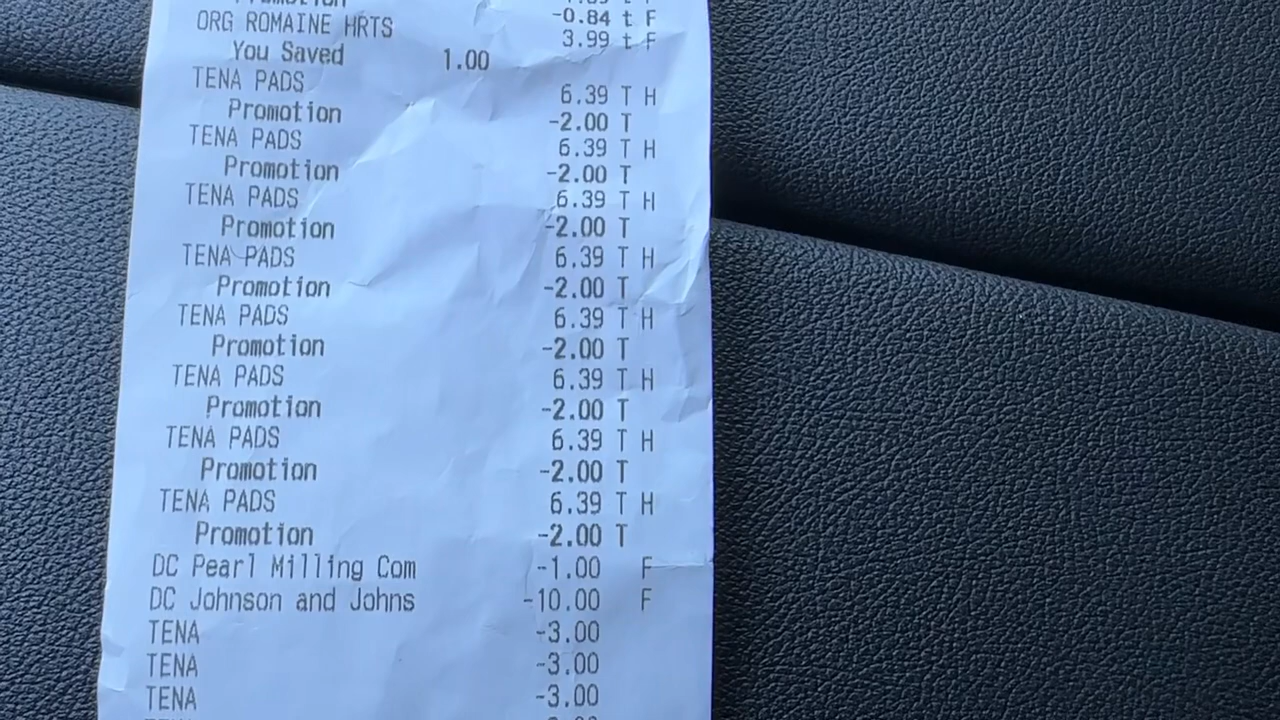 Promotion
ORG ROMAINE HRTS -0.84 t F
You Saved 1.00 3.99 t F
TENA PADS 6.39 T H
Promotion -2.00 T
TENA PADS 6.39 T H
Promotion -2.00 T
TENA PADS 6.39 T H
Promotion -2.00 T
TENA PADS 6.39 T H
Promotion -2.00 T
TENA PADS 6.39 T H
Promotion -2.00 T
TENA PADS 6.39 T H
Promotion -2.00 T
TENA PADS 6.39 T H
Promotion -2.00 T
TENA PADS 6.39 T H
Promotion -2.00 T
DC Pearl Milling Com -1.00 F
DC Johnson and Johns -10.00 F
TENA -3.00
TENA -3.00
TENA -3.00